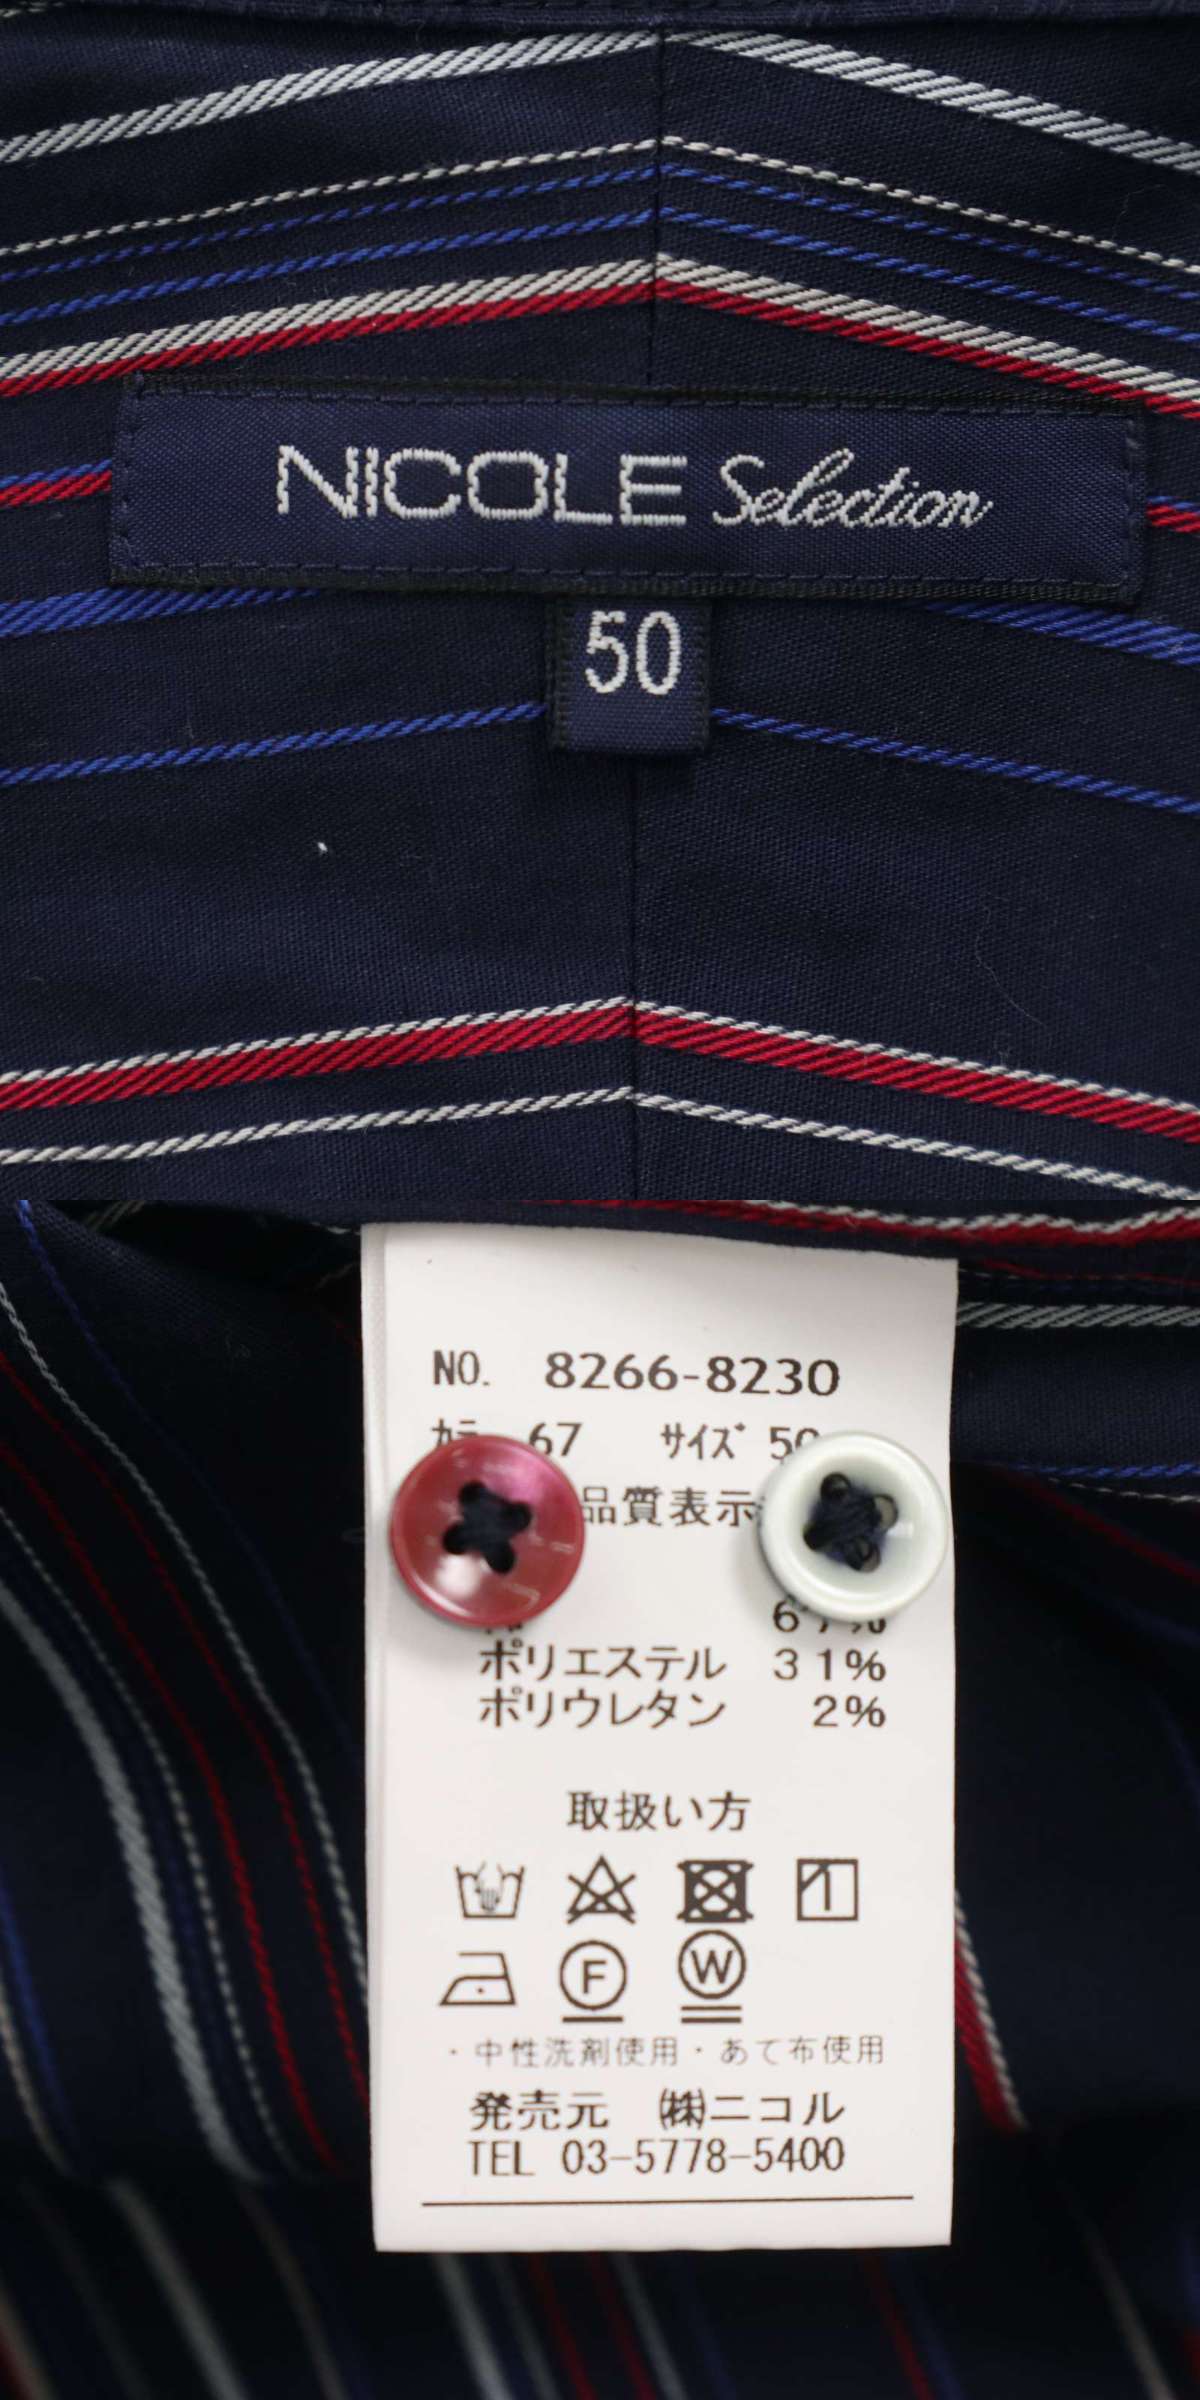 NICOLE Selection
50
NO. 8266-8230
67 サイズ 50
品質表示
ポリエステル 31%
ポリウレタン 2%
取扱い方
F W
・中性洗剤使用・あて布使用
発売元 ㈱ニコル
TEL 03-5778-5400